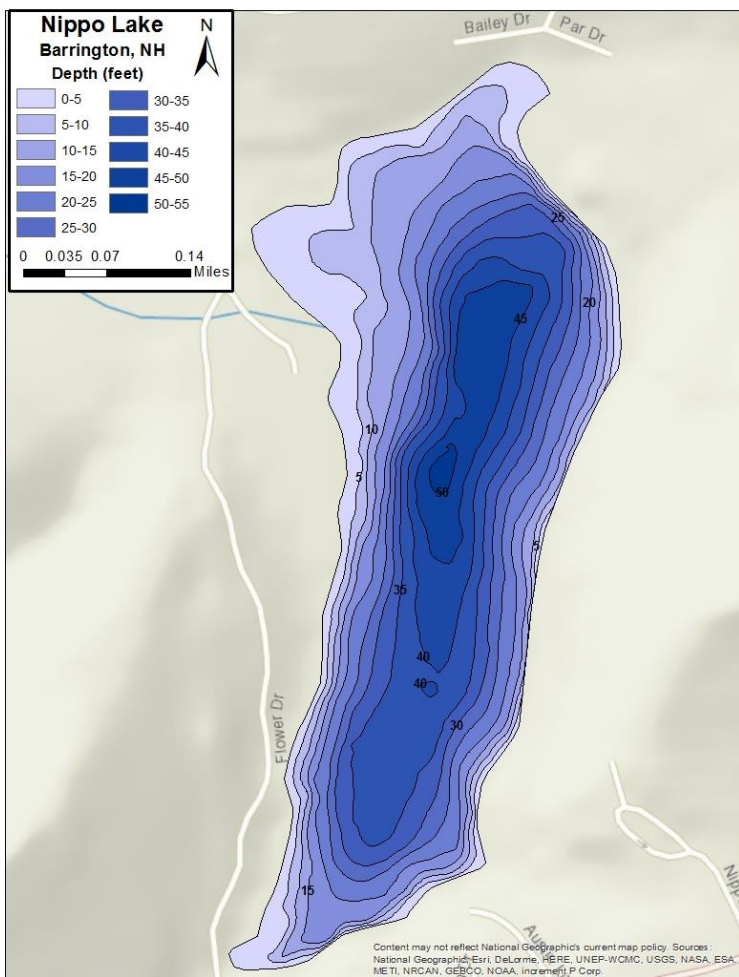 Nippo Lake
Barrington, NH
Depth (feet)
N
0-5
5-10
10-15
15-20
20-25
25-30
30-35
35-40
40-45
45-50
50-55
0 0.035 0.07 0.14
Miles
Bailey Dr
Par Dr
25
20
45
10
5
50
5
35
40
40
30
Flower Dr
15
Content may not reflect National Geographic's current map policy. Sources:
National Geographic, Esri, DeLorme, HERE, UNEP-WCMC, USGS, NASA, ESA,
METI, NRCAN, GEBCO, NOAA, increment P Corp.